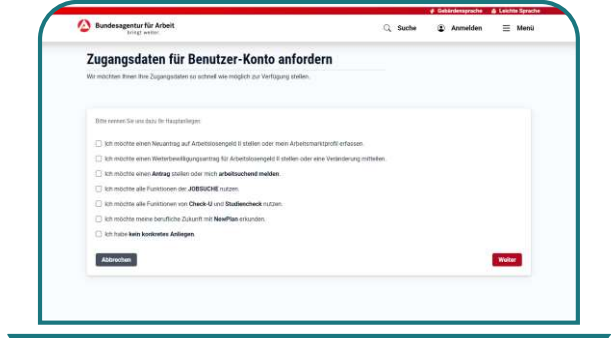 Gebärdensprache Leichte Sprache
Bundesagentur für Arbeit
bringt weiter.
Suche Anmelden Menü
Zugangsdaten für Benutzer-Konto anfordern
Wir möchten Ihnen Ihre Zugangsdaten so schnell wie möglich zur Verfügung stellen.
Bitte nennen Sie uns dazu Ihr Hauptanliegen
Ich möchte einen Neuantrag auf Arbeitslosengeld II stellen oder mein Arbeitsmarktprofil erfassen.
Ich möchte einen Weiterbewilligungsantrag für Arbeitslosengeld II stellen oder eine Veränderung mitteilen.
Ich möchte einen Antrag stellen oder mich arbeitsuchend melden.
Ich möchte alle Funktionen der JOBSUCHE nutzen.
Ich möchte alle Funktionen von Check-U und Studiencheck nutzen.
Ich möchte meine berufliche Zukunft mit NewPlan erkunden.
Ich habe kein konkretes Anliegen.
Abbrechen Weiter